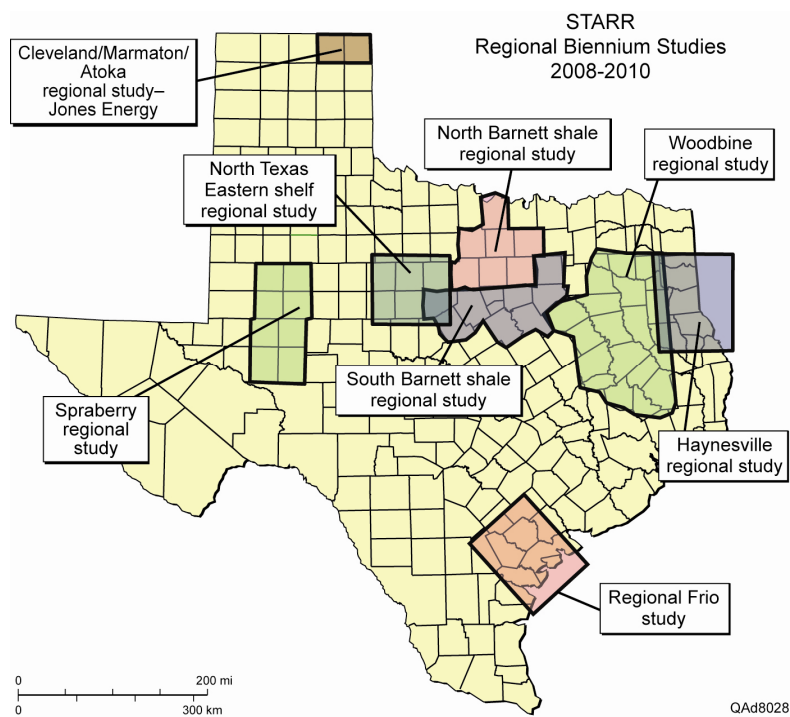 STARR
Regional Biennium Studies
2008-2010
Cleveland/Marmaton/
Atoka
regional study–
Jones Energy
North Barnett shale
regional study
Woodbine
regional study
North Texas
Eastern shelf
regional study
South Barnett shale
regional study
Spraberry
regional
study
Haynesville
regional study
Regional Frio
study
0
200 mi
0
300 km
QAd8028